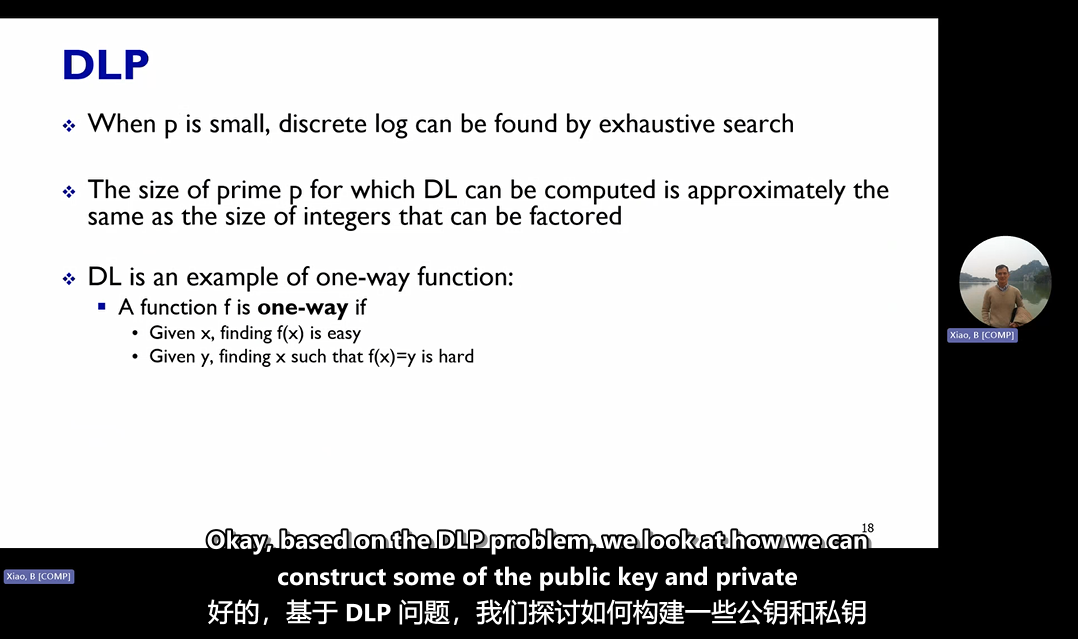 DLP
When p is small, discrete log can be found by exhaustive search
The size of prime p for which DL can be computed is approximately the
same as the size of integers that can be factored
DL is an example of one-way function:
A function f is one-way if
Given x, finding f(x) is easy
Given y, finding x such that f(x)=y is hard
Xiao, B [COMP]
18
Okay, based on the DLP problem, we look at how we can
construct some of the public key and private
好的，基于 DLP 问题，我们探讨如何构建一些公钥和私钥
Xiao, B [COMP]